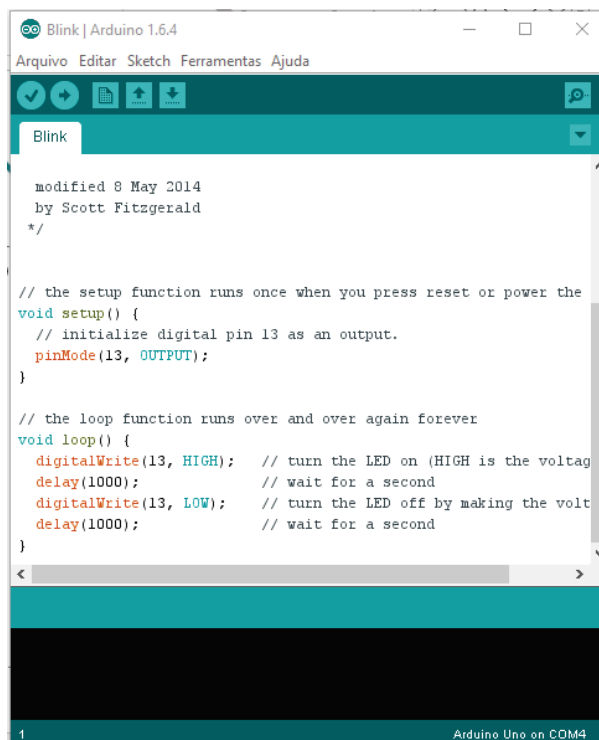 Blink | Arduino 1.6.4
Arquivo Editar Sketch Ferramentas Ajuda
Blink
modified 8 May 2014
by Scott Fitzgerald
*/
// the setup function runs once when you press reset or power the
void setup() {
// initialize digital pin 13 as an output.
pinMode(13, OUTPUT);
}
// the loop function runs over and over again forever
void loop() {
digitalWrite(13, HIGH); // turn the LED on (HIGH is the voltag
delay(1000); // wait for a second
digitalWrite(13, LOW); // turn the LED off by making the volt
delay(1000); // wait for a second
}
1 Arduino Uno on COM4